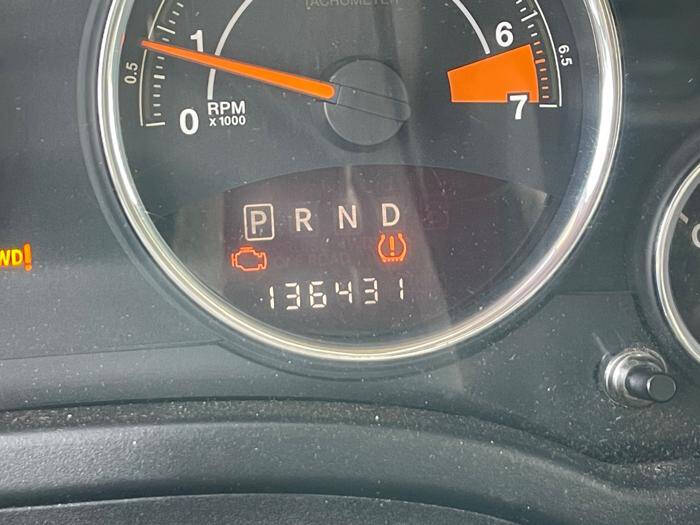 TACHOMETER
1
6
0.5
6.5
0
RPM
x 1000
7
P R N D
WD!
136431